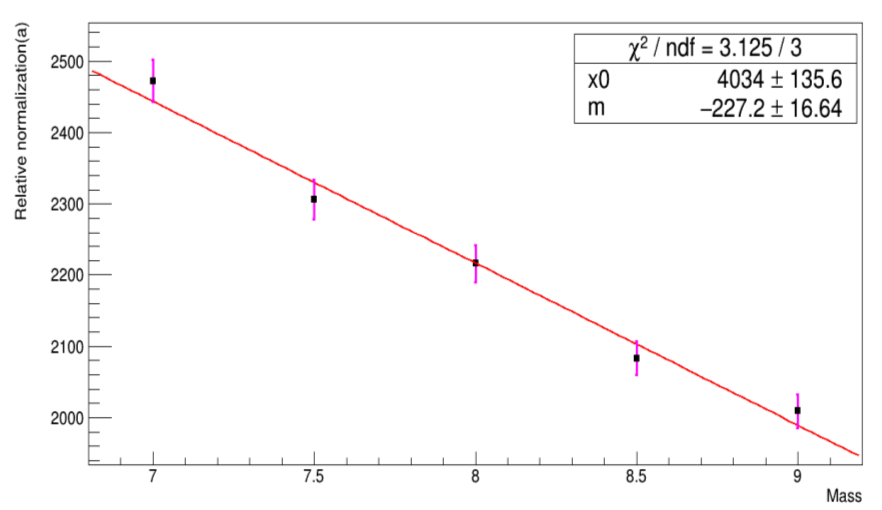 Relative normalization(a)
2500
2400
2300
2200
2100
2000
χ² / ndf = 3.125 / 3
x0 4034 ± 135.6
m −227.2 ± 16.64
7 7.5 8 8.5 9
Mass